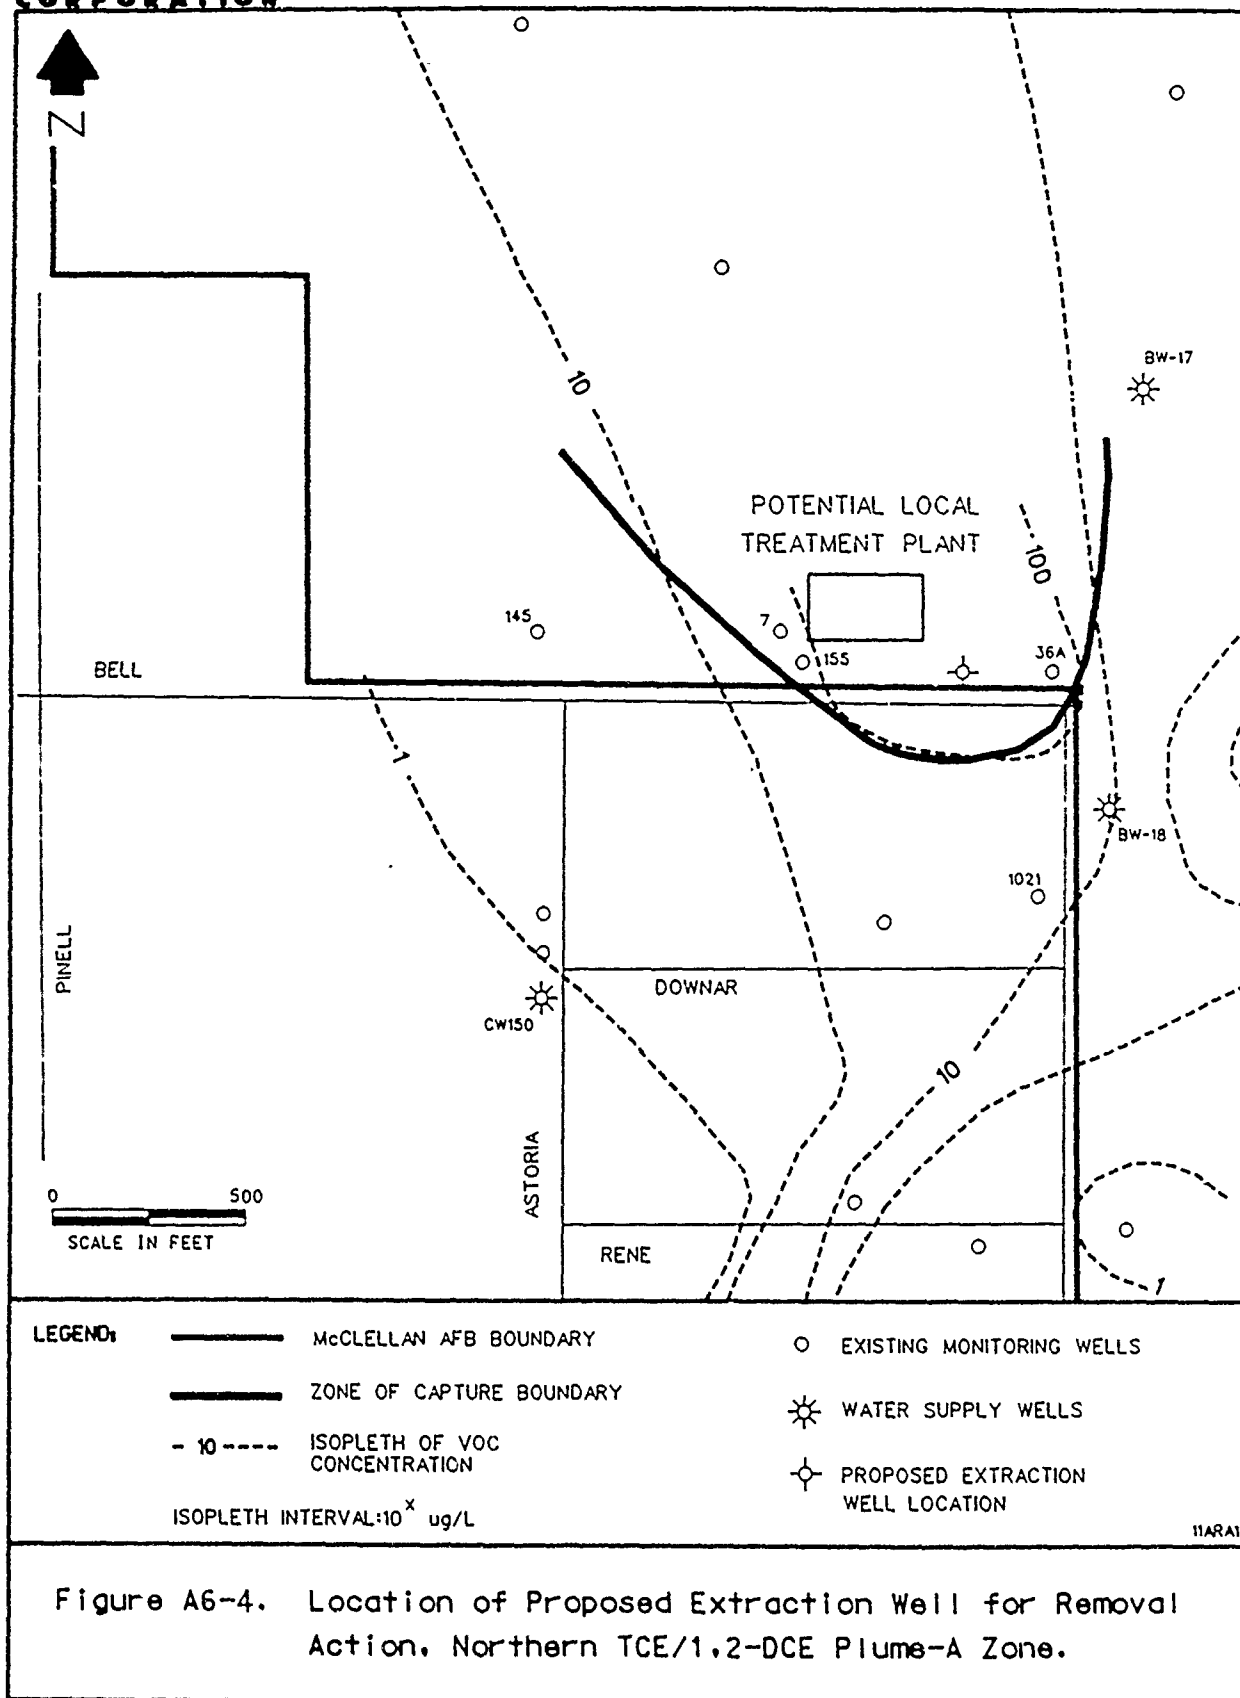 CORPORATION
N
10
BW-17
POTENTIAL LOCAL
TREATMENT PLANT
100
145
7
155
36A
BELL
1
BW-18
1021
PINELL
DOWNAR
CW150
10
ASTORIA
0 500
SCALE IN FEET
RENE
1
LEGEND:
McCLELLAN AFB BOUNDARY
EXISTING MONITORING WELLS
ZONE OF CAPTURE BOUNDARY
WATER SUPPLY WELLS
- 10 ---- ISOPLETH OF VOC
CONCENTRATION
PROPOSED EXTRACTION
WELL LOCATION
ISOPLETH INTERVAL:10^x ug/L
11ARA1
Figure A6-4. Location of Proposed Extraction Well for Removal
Action, Northern TCE/1,2-DCE Plume-A Zone.